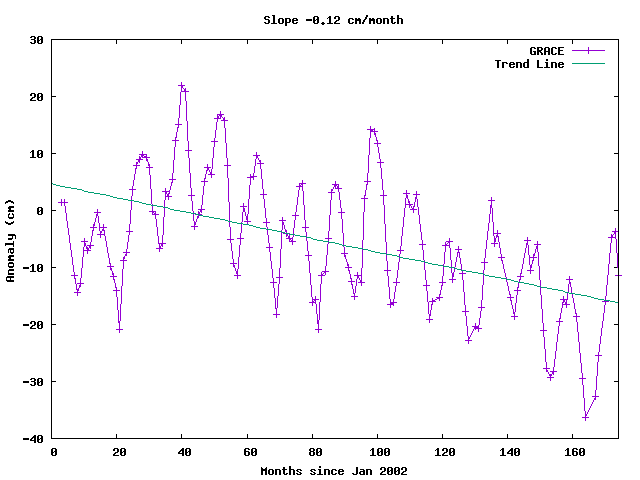 Slope -0.12 cm/month
GRACE
Trend Line
30
20
10
0
-10
-20
-30
-40
Anomaly (cm)
0 20 40 60 80 100 120 140 160
Months since Jan 2002